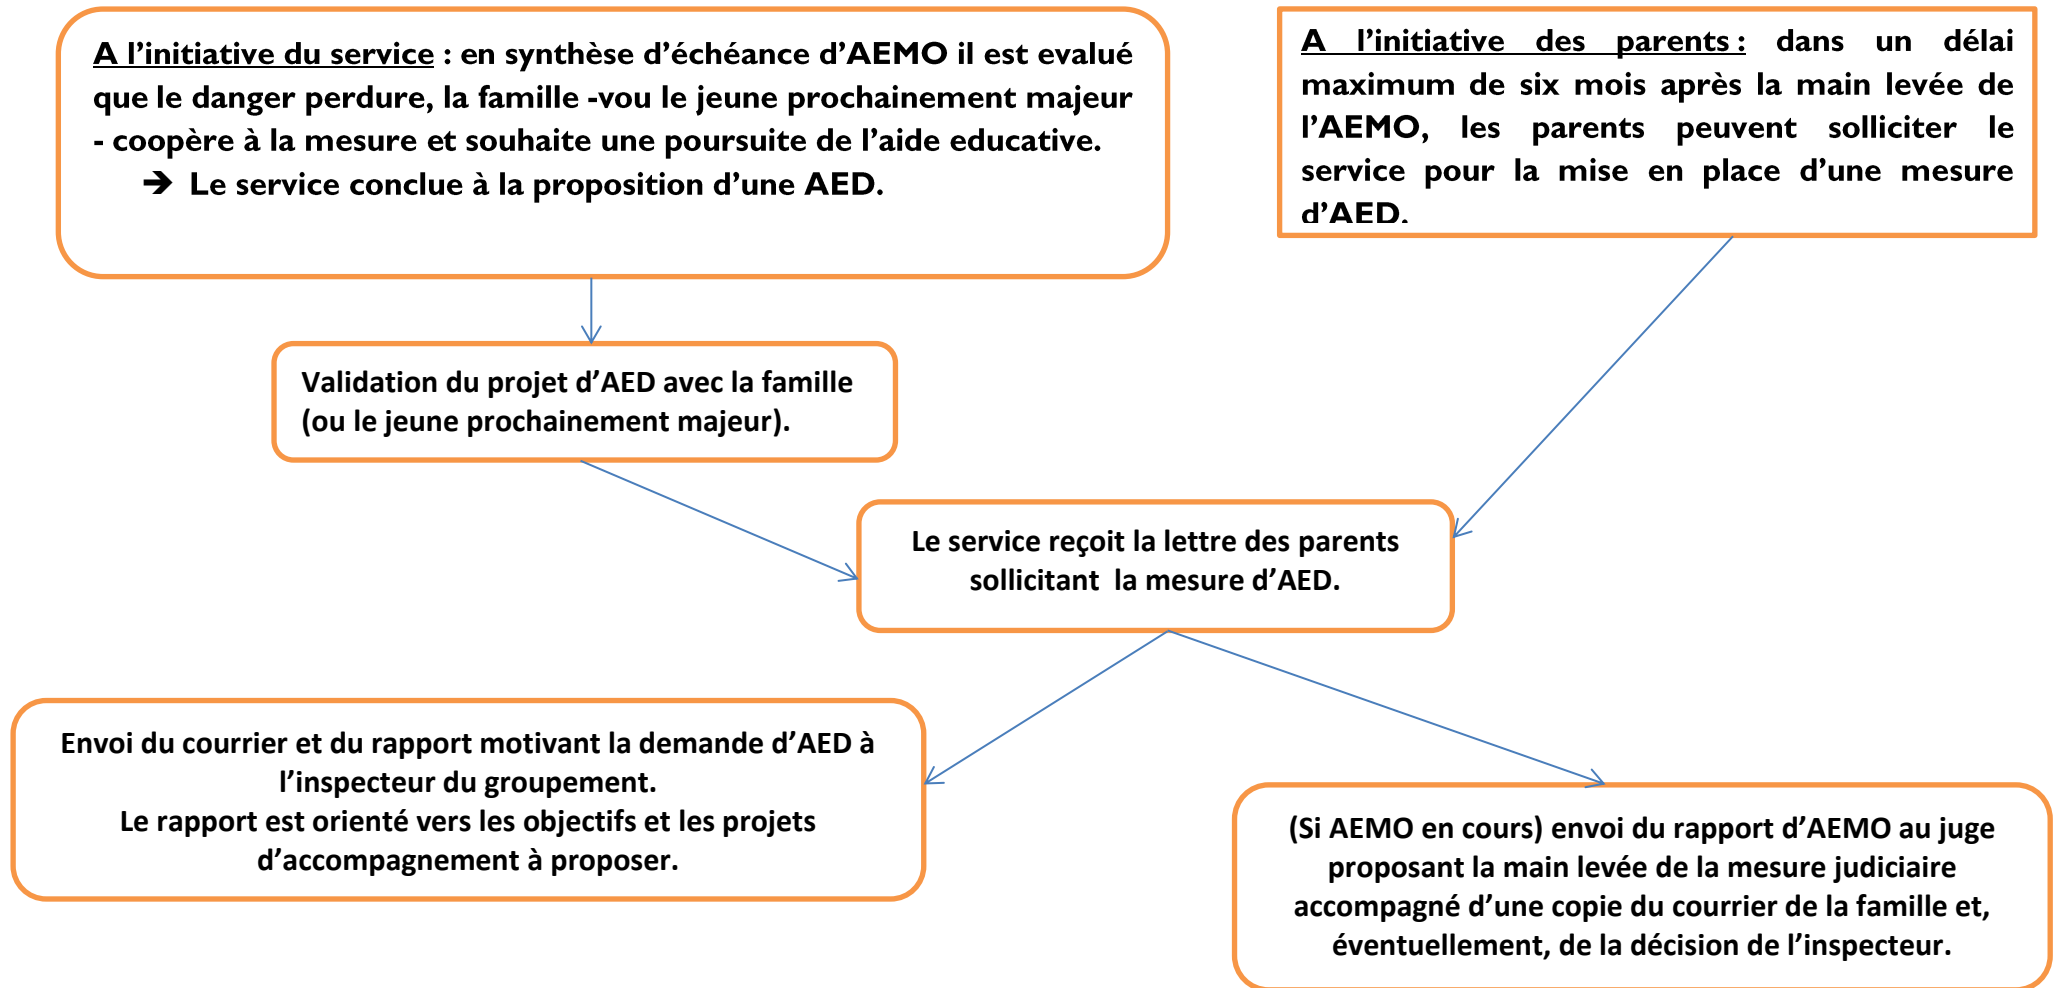 A l’initiative du service : en synthèse d’échéance d’AEMO il est evalué
que le danger perdure, la famille -vou le jeune prochainement majeur
- coopère à la mesure et souhaite une poursuite de l’aide educative.
➔ Le service conclue à la proposition d’une AED.
A l’initiative des parents : dans un délai
maximum de six mois après la main levée de
l’AEMO, les parents peuvent solliciter le
service pour la mise en place d’une mesure
d’AED.
Validation du projet d’AED avec la famille
(ou le jeune prochainement majeur).
Le service reçoit la lettre des parents
sollicitant la mesure d’AED.
Envoi du courrier et du rapport motivant la demande d’AED à
l’inspecteur du groupement.
Le rapport est orienté vers les objectifs et les projets
d’accompagnement à proposer.
(Si AEMO en cours) envoi du rapport d’AEMO au juge
proposant la main levée de la mesure judiciaire
accompagné d’une copie du courrier de la famille et,
éventuellement, de la décision de l’inspecteur.